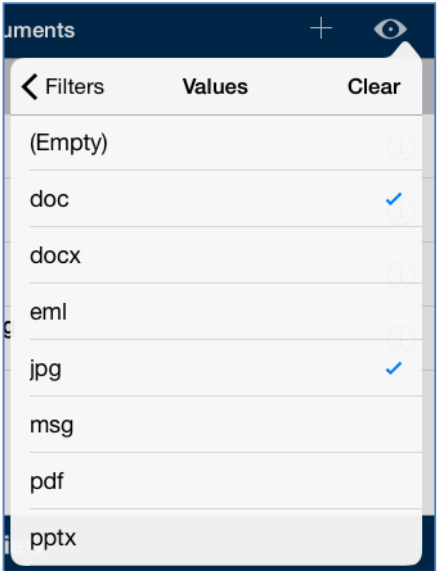 uments
Filters Values Clear
(Empty)
doc
docx
eml
jpg
msg
pdf
pptx